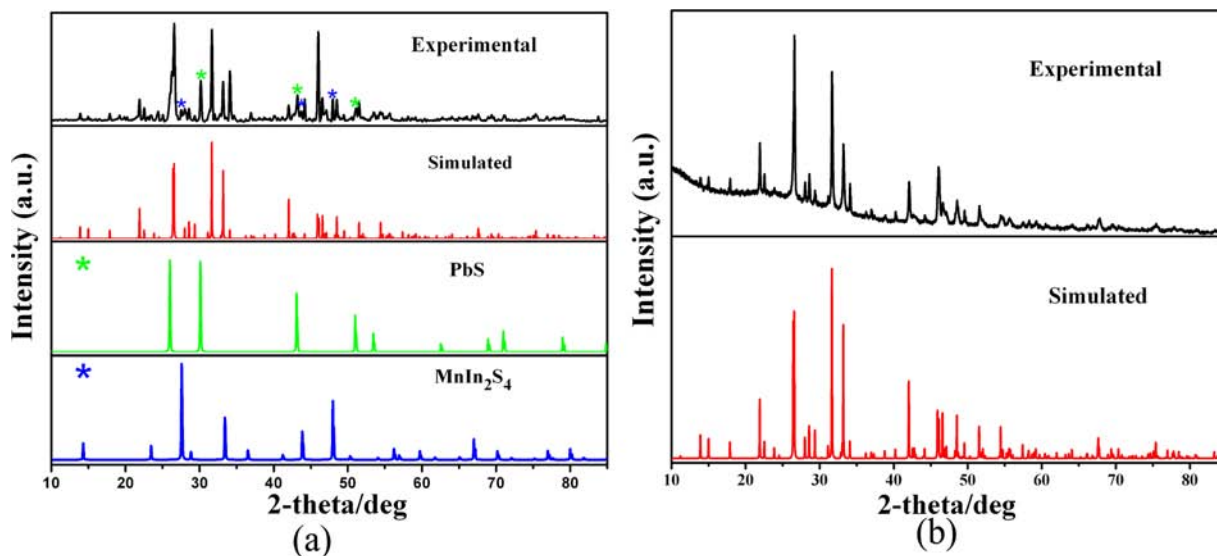 Intensity (a.u.)
Experimental
*
*
*
*
*
*
Simulated
*
PbS
*
MnIn₂S₄
10 20 30 40 50 60 70 80
2-theta/deg
(a)
Intensity (a.u.)
Experimental
Simulated
10 20 30 40 50 60 70 80
2-theta/deg
(b)